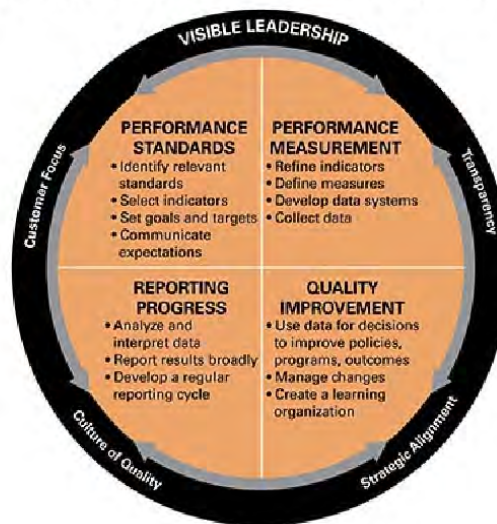 VISIBLE LEADERSHIP
Customer Focus
Transparency
PERFORMANCE
STANDARDS
• Identify relevant
standards
• Select indicators
• Set goals and targets
• Communicate
expectations
PERFORMANCE
MEASUREMENT
• Refine indicators
• Define measures
• Develop data systems
• Collect data
REPORTING
PROGRESS
• Analyze and
interpret data
• Report results broadly
• Develop a regular
reporting cycle
QUALITY
IMPROVEMENT
• Use data for decisions
to improve policies,
programs, outcomes
• Manage changes
• Create a learning
organization
Culture of Quality
Strategic Alignment